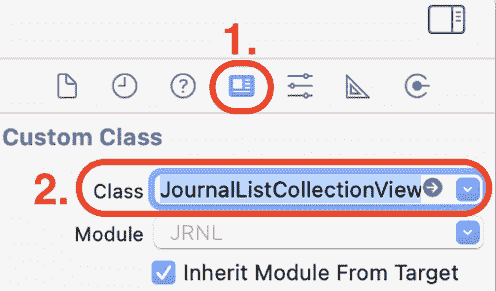 1.
?
Custom Class
2.
Class JournalListCollectionView
Module JRNL
Inherit Module From Target